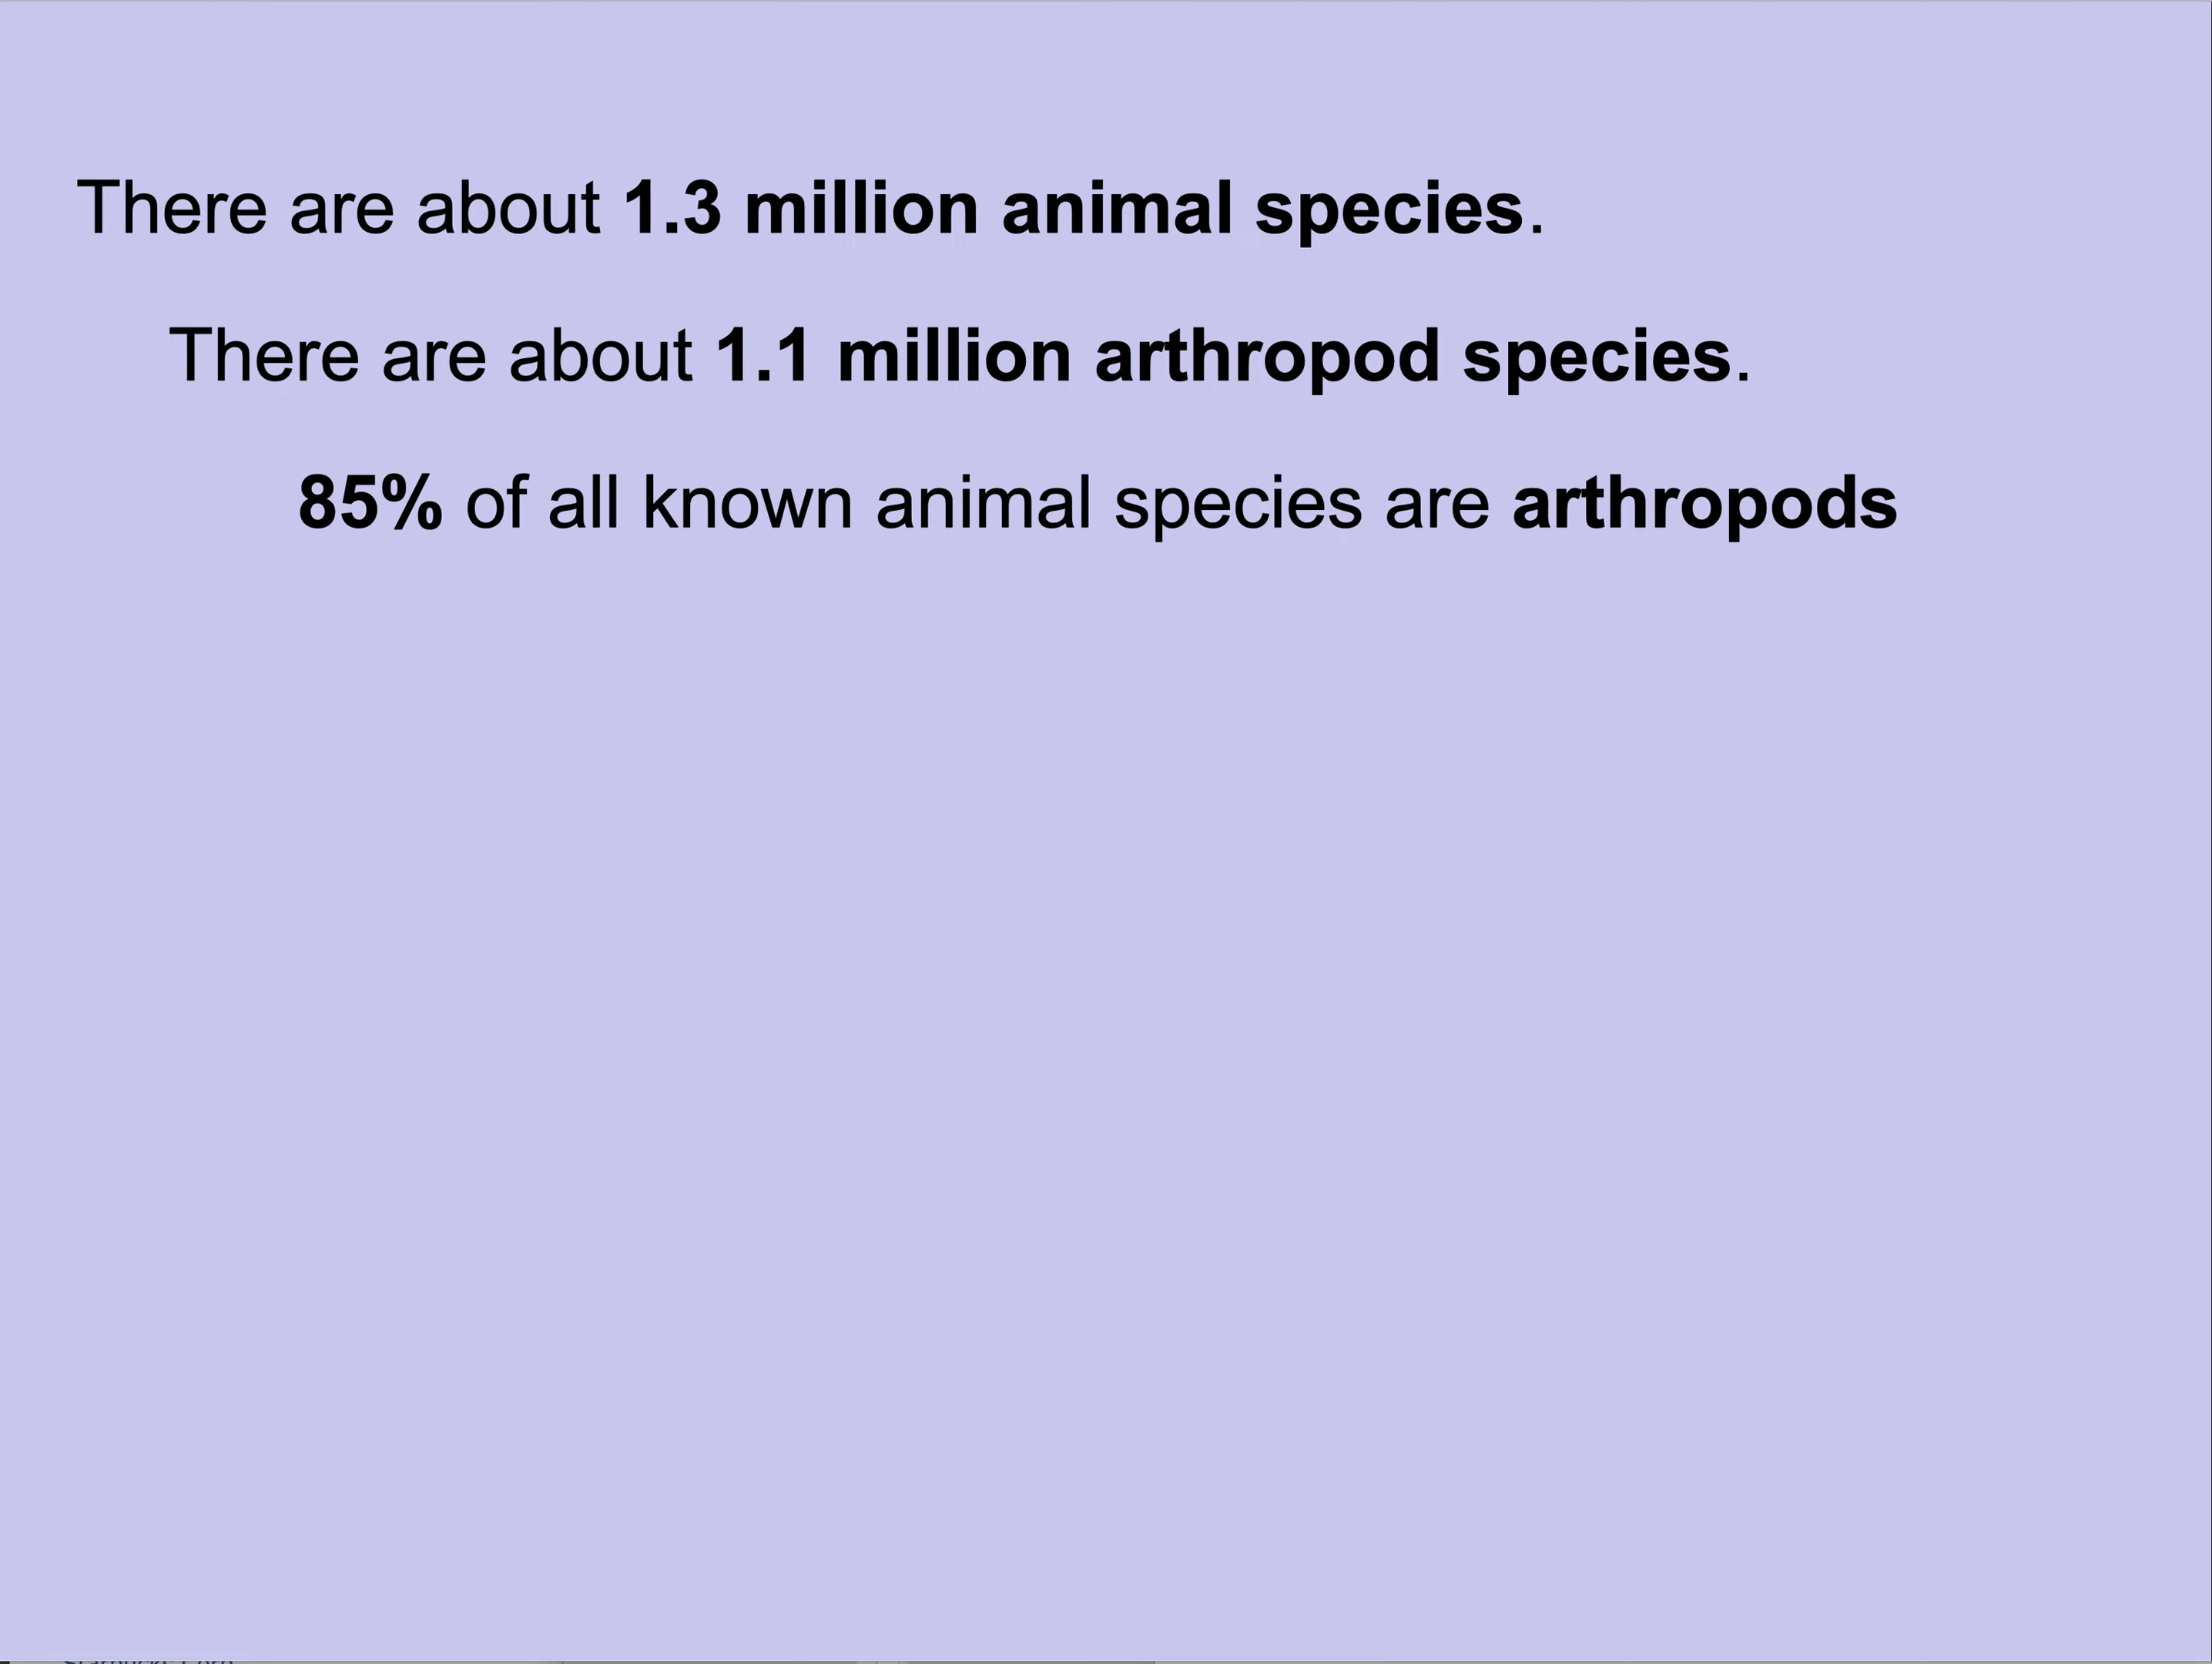 There are about 1.3 million animal species.
There are about 1.1 million arthropod species.
85% of all known animal species are arthropods